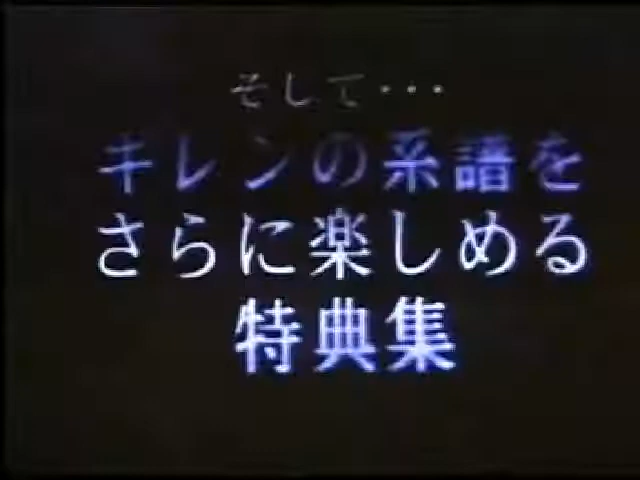 そして・・・
ギレンの系譜を
さらに楽しめる
特典集